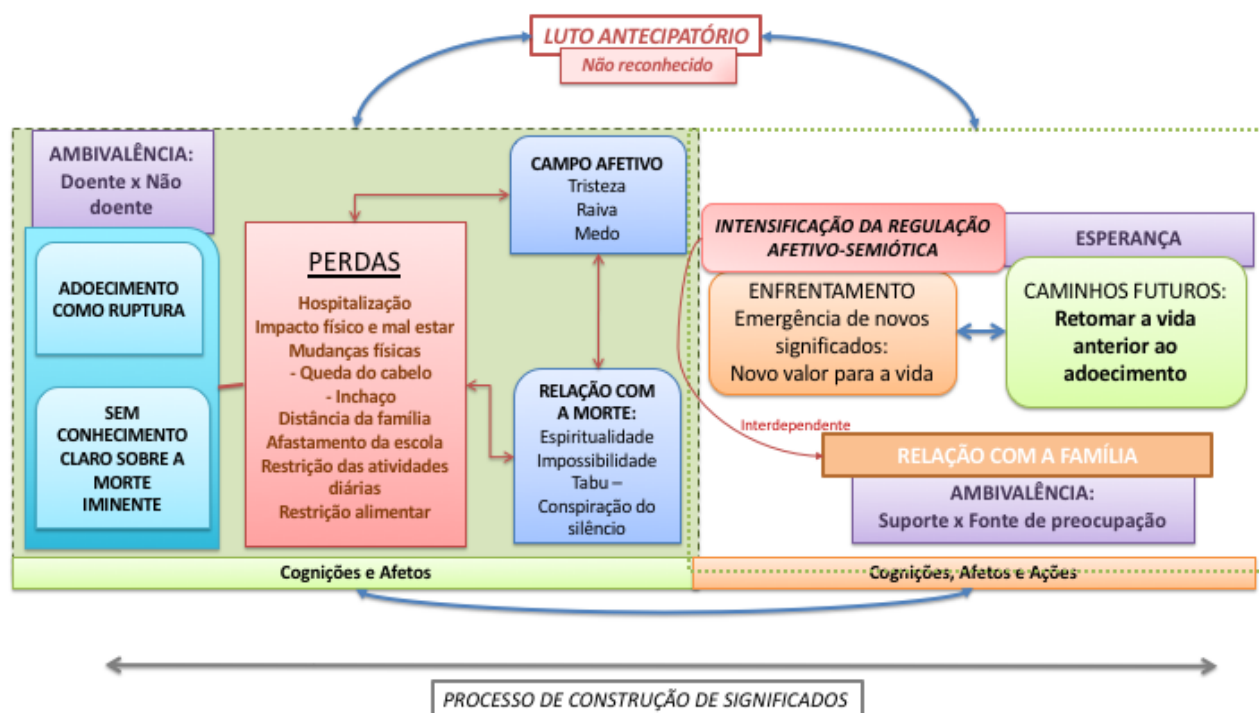 LUTO ANTECIPATÓRIO
Não reconhecido
AMBIVALÊNCIA:
Doente x Não
doente
ADOECIMENTO
COMO RUPTURA
SEM
CONHECIMENTO
CLARO SOBRE A
MORTE
IMINENTE
PERDAS
Hospitalização
Impacto físico e mal estar
Mudanças físicas
- Queda do cabelo
- Inchaço
Distância da família
Afastamento da escola
Restrição das atividades
diárias
Restrição alimentar
CAMPO AFETIVO
Tristeza
Raiva
Medo
RELAÇÃO COM
A MORTE:
Espiritualidade
Impossibilidade
Tabu –
Conspiração do
silêncio
Cognições e Afetos
INTENSIFICAÇÃO DA REGULAÇÃO
AFETIVO-SEMIÓTICA
ESPERANÇA
ENFRENTAMENTO
Emergência de novos
significados:
Novo valor para a vida
CAMINHOS FUTUROS:
Retomar a vida
anterior ao
adoecimento
Interdependente
RELAÇÃO COM A FAMÍLIA
AMBIVALÊNCIA:
Suporte x Fonte de preocupação
Cognições, Afetos e Ações
PROCESSO DE CONSTRUÇÃO DE SIGNIFICADOS